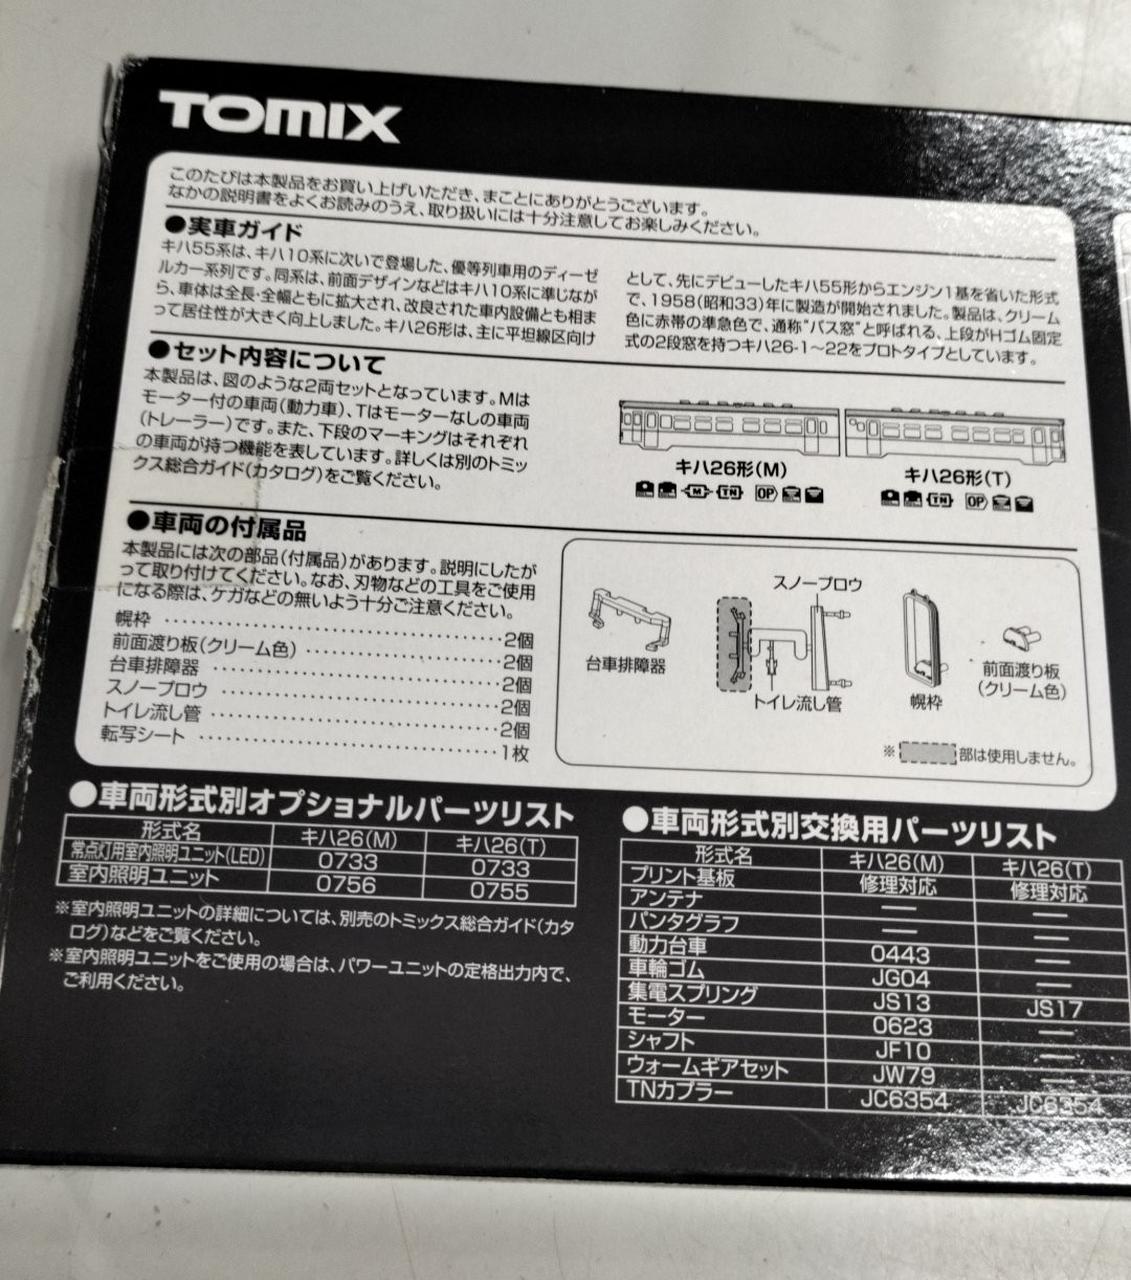 TOMIX
このたびは本製品をお買い上げいただき、まことにありがとうございます。
なかの説明書をよくお読みのうえ、取り扱いには十分注意してお楽しみください。
●実車ガイド
キハ55系は、キハ10系に次いで登場した、優等列車用のディーゼ
ルカー系列です。同系は、前面デザインなどはキハ10系に準じなが
ら、車体は全長・全幅ともに拡大され、改良された車内設備とも相ま
って居住性が大きく向上しました。キハ26形は、主に平坦線区向け
として、先にデビューしたキハ55形からエンジン1基を省いた形式
で、1958(昭和33)年に製造が開始されました。製品は、クリーム
色に赤帯の準急色で、通称"バス窓"と呼ばれる、上段がHゴム固定
式の2段窓を持つキハ26-1～22をプロトタイプとしています。
●セット内容について
本製品は、図のような2両セットとなっています。Mは
モーター付の車両(動力車)、Tはモーターなしの車両
(トレーラー)です。また、下段のマーキングはそれぞれ
の車両が持つ機能を表しています。詳しくは別のトミッ
クス総合ガイド(カタログ)をご覧ください。
キハ26形(M)
M TN OP
キハ26形(T)
TN OP
●車両の付属品
本製品には次の部品(付属品)があります。説明にしたが
って取り付けてください。なお、刃物などの工具をご使用
になる際は、ケガなどの無いよう十分ご注意ください。
幌枠 ‥‥‥‥‥‥‥‥‥‥‥‥2個
前面渡り板(クリーム色) ‥‥‥‥‥‥2個
台車排障器 ‥‥‥‥‥‥‥‥‥‥2個
スノープロウ ‥‥‥‥‥‥‥‥‥‥2個
トイレ流し管 ‥‥‥‥‥‥‥‥‥‥2個
転写シート ‥‥‥‥‥‥‥‥‥‥1枚
スノープロウ
台車排障器
トイレ流し管
幌枠
前面渡り板
(クリーム色)
※ 部は使用しません。
●車両形式別オプショナルパーツリスト
形式名 キハ26(M) キハ26(T)
常点灯用室内照明ユニット(LED) 0733 0733
室内照明ユニット 0756 0755
※室内照明ユニットの詳細については、別売のトミックス総合ガイド(カタ
ログ)などをご覧ください。
※室内照明ユニットをご使用の場合は、パワーユニットの定格出力内で、
ご利用ください。
●車両形式別交換用パーツリスト
形式名 キハ26(M) キハ26(T)
プリント基板 修理対応 修理対応
アンテナ ― ―
パンタグラフ ― ―
動力台車 0443 ―
車輪ゴム JG04 ―
集電スプリング JS13 JS17
モーター 0623 ―
シャフト JF10 ―
ウォームギアセット JW79 ―
TNカプラー JC6354 JC6354